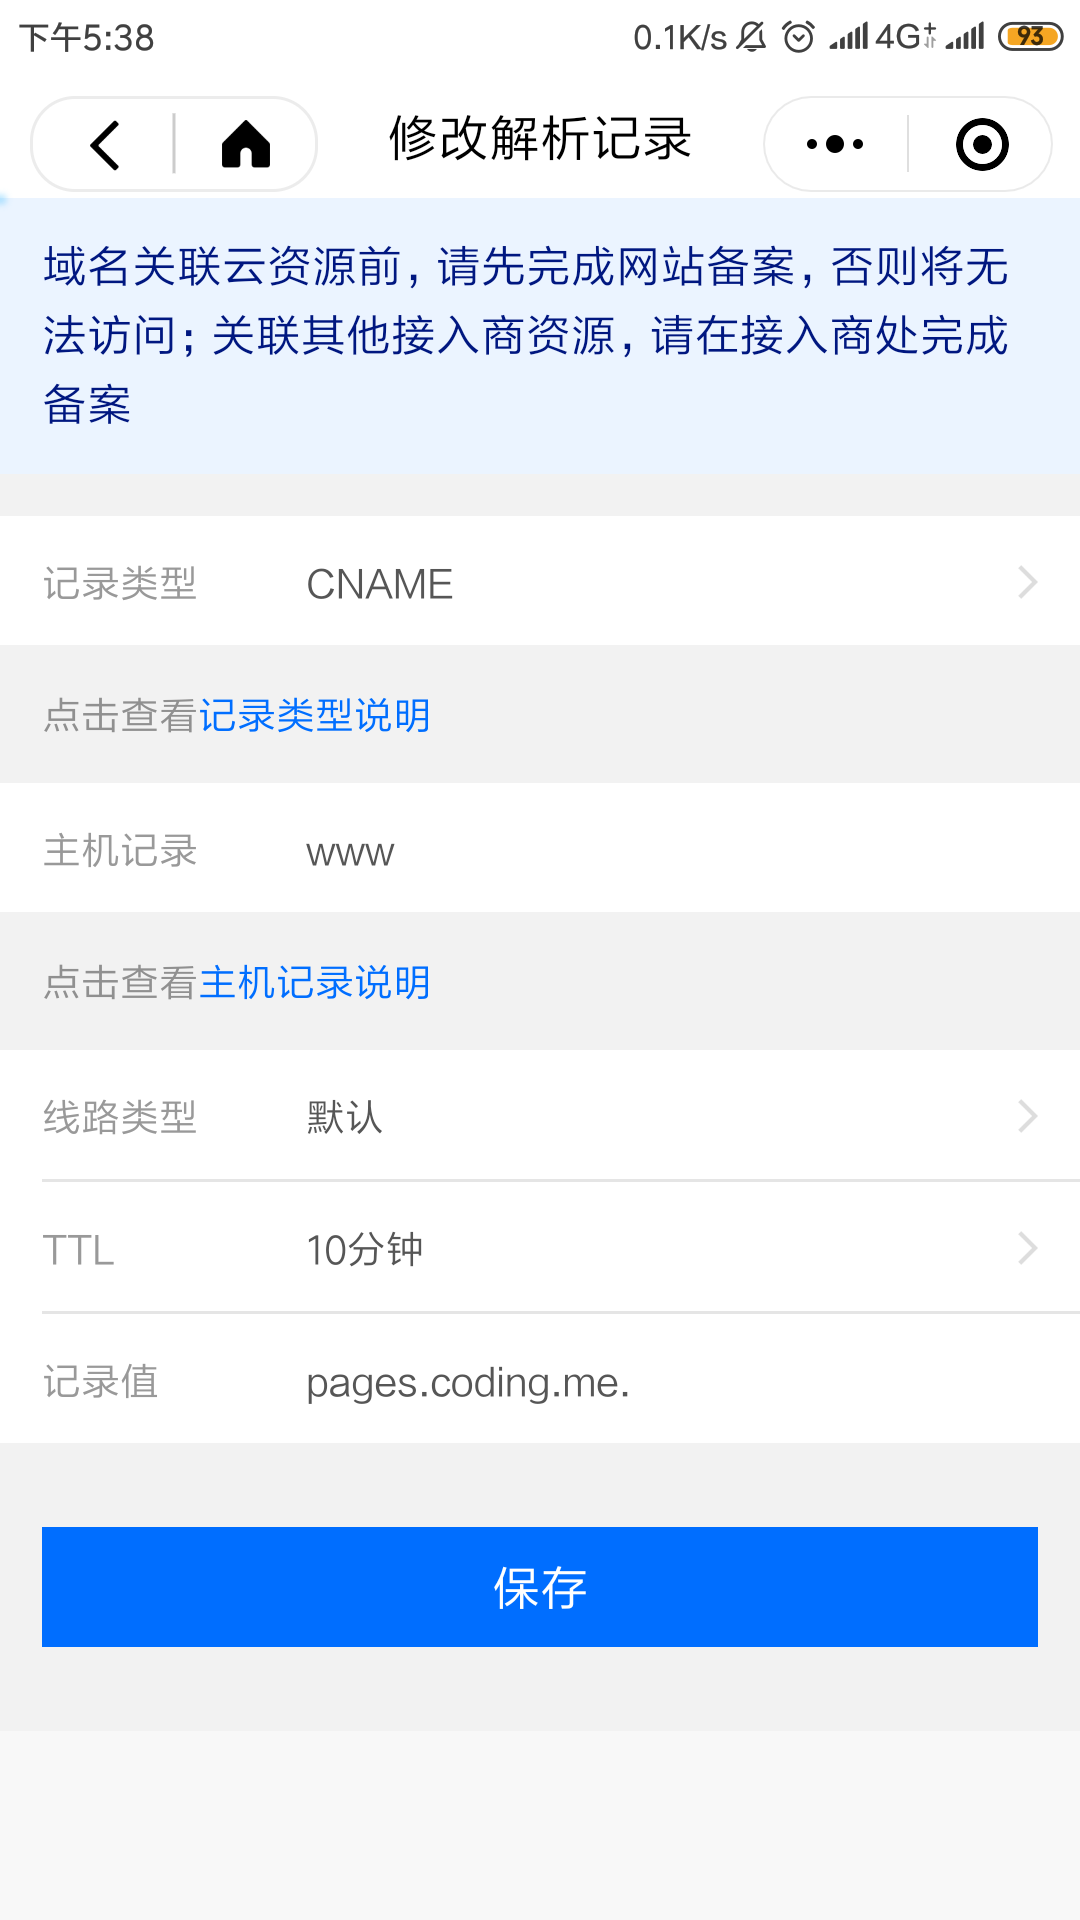 下午5:38
0.1K/s 4G+ 93
修改解析记录
域名关联云资源前,请先完成网站备案,否则将无
法访问;关联其他接入商资源,请在接入商处完成
备案
记录类型 CNAME
点击查看记录类型说明
主机记录 www
点击查看主机记录说明
线路类型 默认
TTL 10分钟
记录值 pages.coding.me.
保存